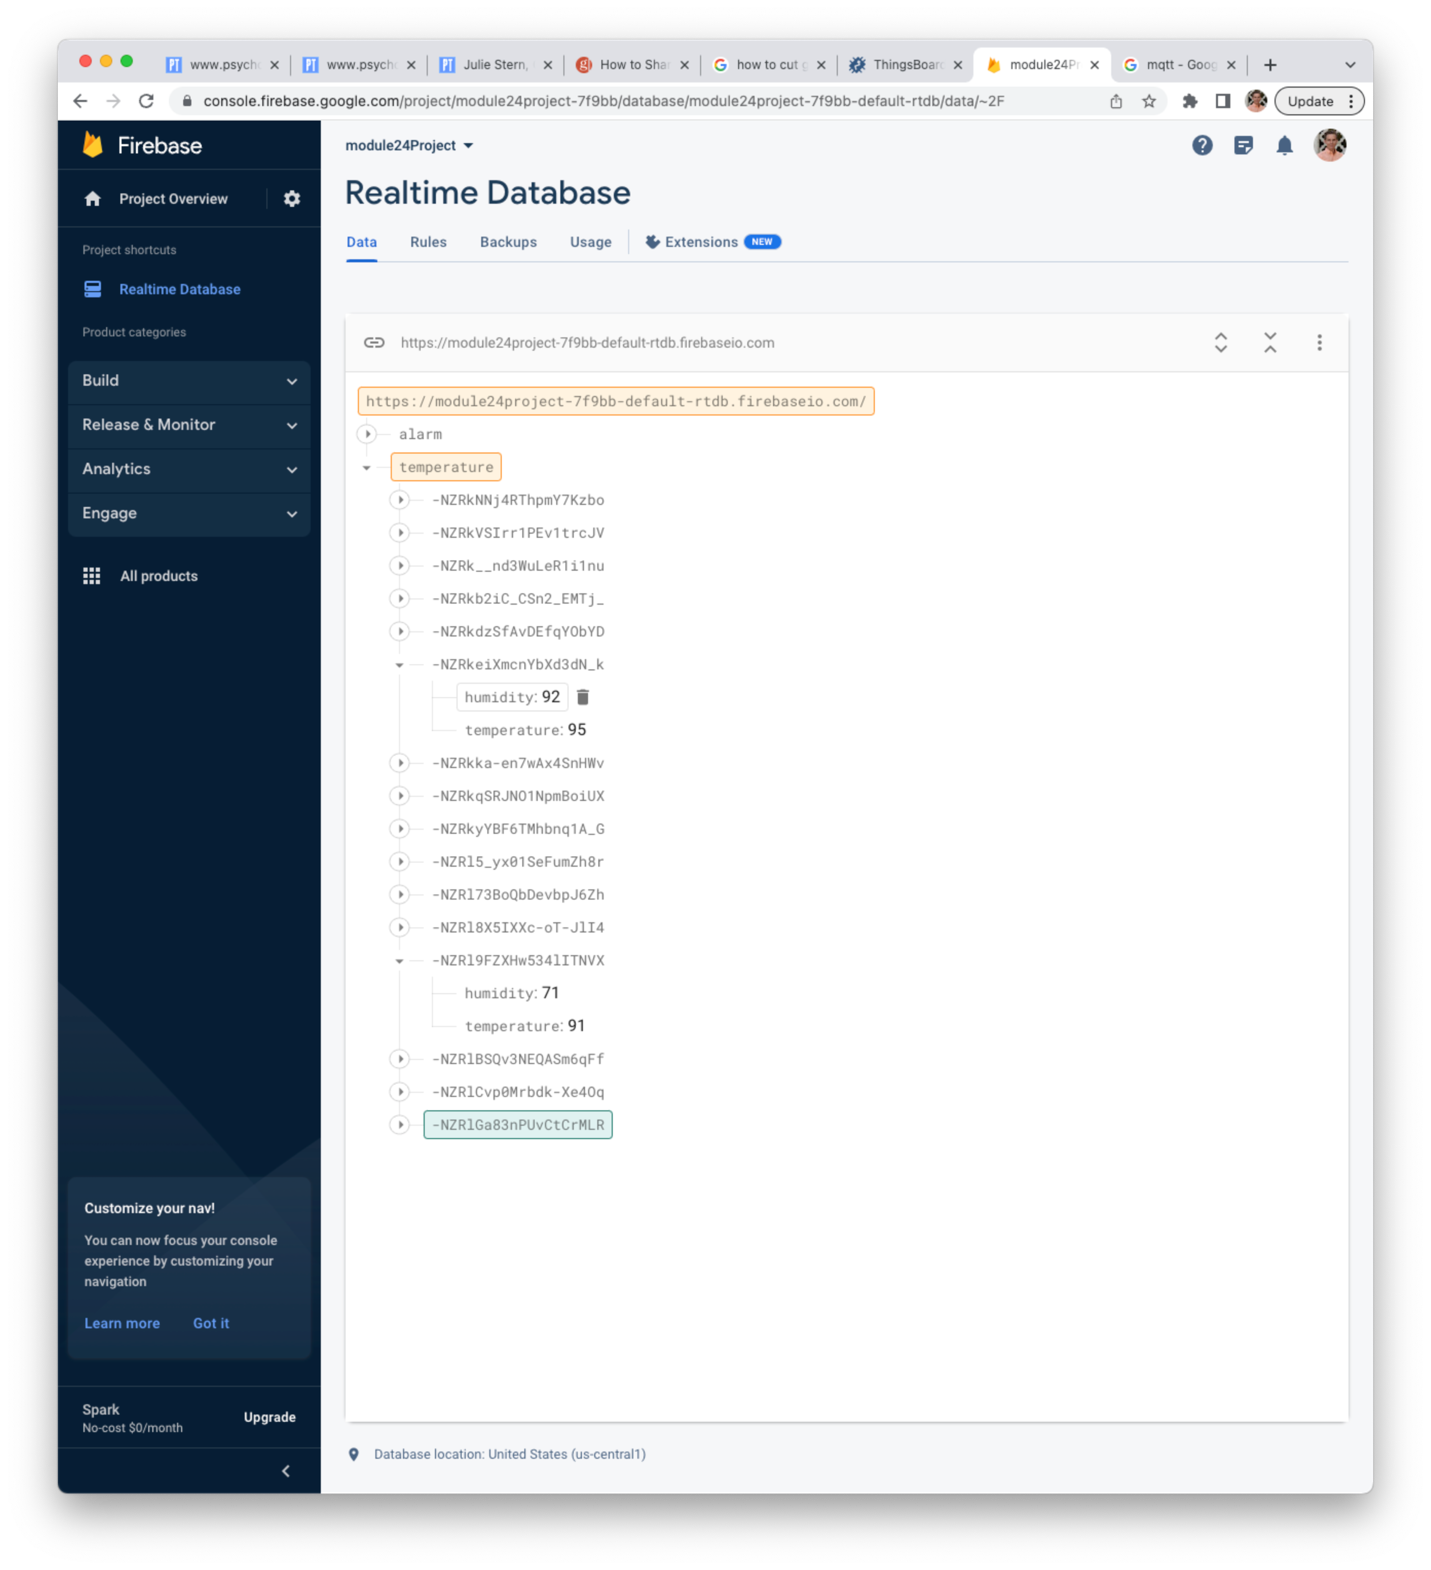 www.psych
www.psych
Julie Stern,
How to Shar
how to cut g
ThingsBoard
module24Pr
mqtt - Goog
console.firebase.google.com/project/module24project-7f9bb/database/module24project-7f9bb-default-rtdb/data/~2F
Update
Firebase
module24Project
Project Overview
Realtime Database
Project shortcuts
Data Rules Backups Usage Extensions NEW
Realtime Database
Product categories
https://module24project-7f9bb-default-rtdb.firebaseio.com
Build
Release & Monitor
Analytics
Engage
All products
https://module24project-7f9bb-default-rtdb.firebaseio.com/
alarm
temperature
-NZRkNNj4RThpmY7Kzbo
-NZRkVSIrr1PEv1trcJV
-NZRk__nd3WuLeR1i1nu
-NZRkb2iC_CSn2_EMTj_
-NZRkdzSfAvDEfqYObYD
-NZRkeiXmcnYbXd3dN_k
humidity: 92
temperature: 95
-NZRkka-en7wAx4SnHWv
-NZRkqSRJNO1NpmBoiUX
-NZRkyYBF6TMhbnq1A_G
-NZRl5_yx01SeFumZh8r
-NZRl73BoQbDevbpJ6Zh
-NZRl8X5IXXc-oT-JlI4
-NZRl9FZXHw534lITNVX
humidity: 71
temperature: 91
-NZRlBSQv3NEQASm6qFf
-NZRlCvp0Mrbdk-Xe4Oq
-NZRlGa83nPUvCtCrMLR
Customize your nav!
You can now focus your console
experience by customizing your
navigation
Learn more Got it
Spark
No-cost $0/month
Upgrade
Database location: United States (us-central1)